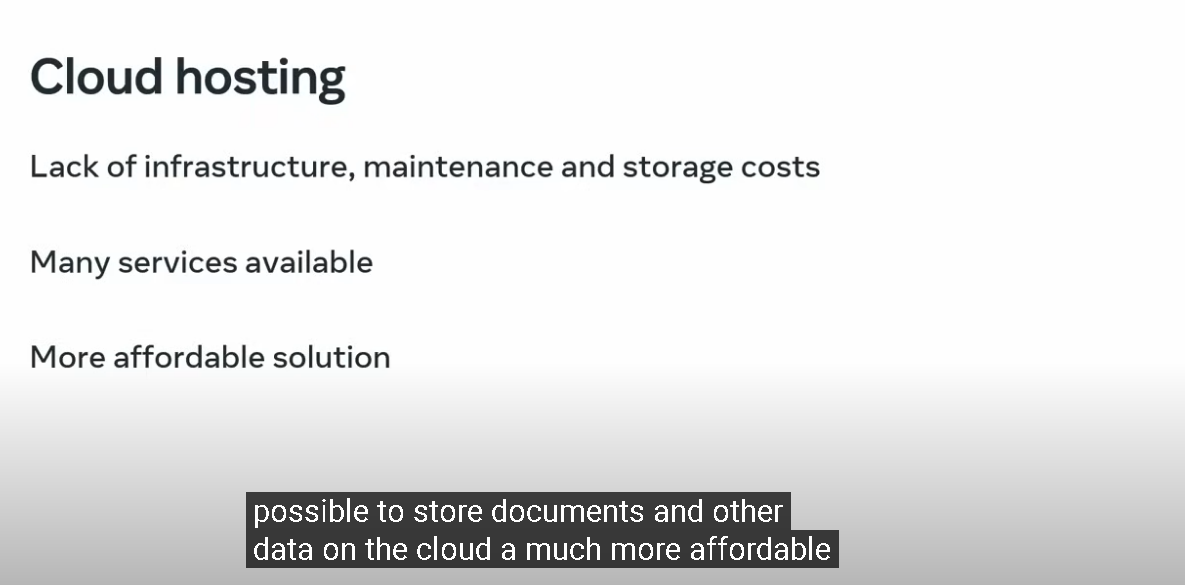 Cloud hosting
Lack of infrastructure, maintenance and storage costs
Many services available
More affordable solution
possible to store documents and other
data on the cloud a much more affordable